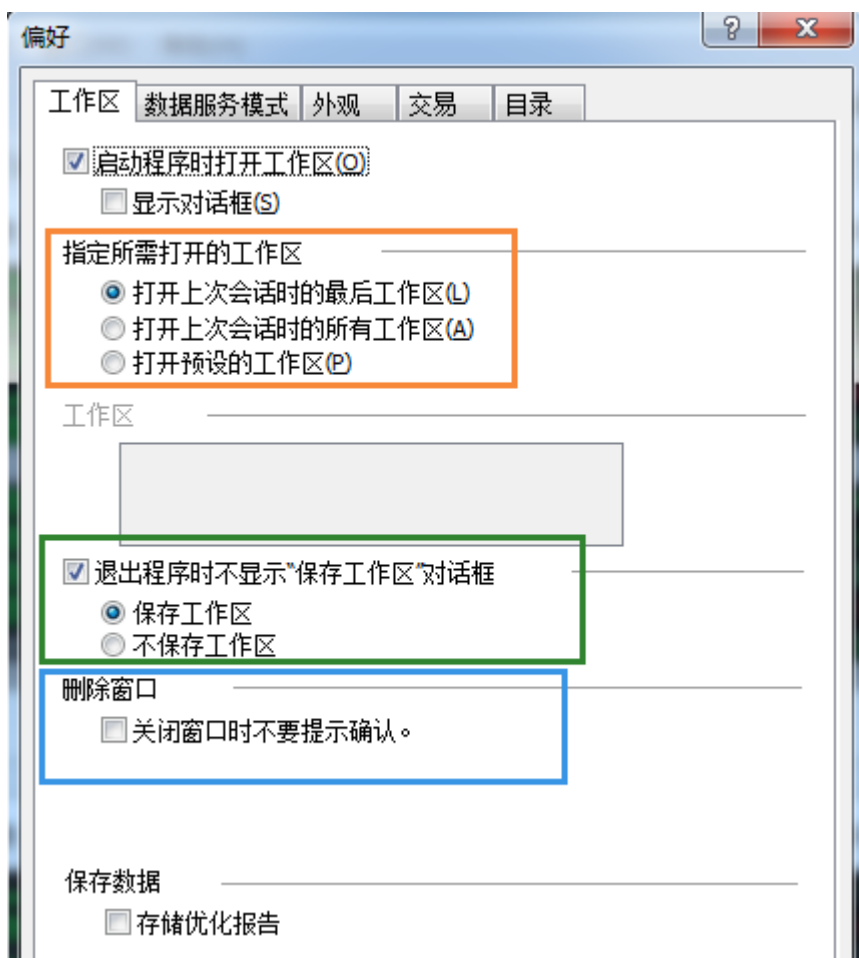 偏好
工作区 数据服务模式 外观 交易 目录
启动程序时打开工作区(O)
显示对话框(S)
指定所需打开的工作区
打开上次会话时的最后工作区(L)
打开上次会话时的所有工作区(A)
打开预设的工作区(P)
工作区
退出程序时不显示"保存工作区"对话框
保存工作区
不保存工作区
删除窗口
关闭窗口时不要提示确认。
保存数据
存储优化报告